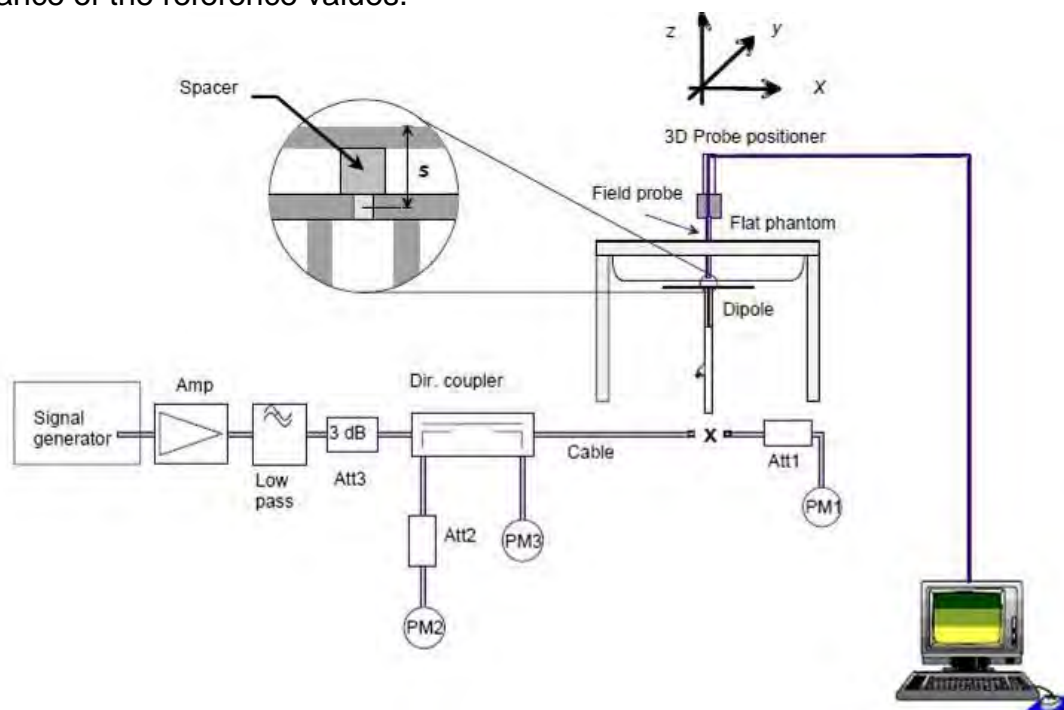 ance of the reference values.
z
y
x
Spacer
s
3D Probe positioner
Field probe
Flat phantom
Dipole
Signal
generator
Amp
Low
pass
3 dB
Att3
Dir. coupler
Cable
x
Att1
PM1
Att2
PM3
PM2